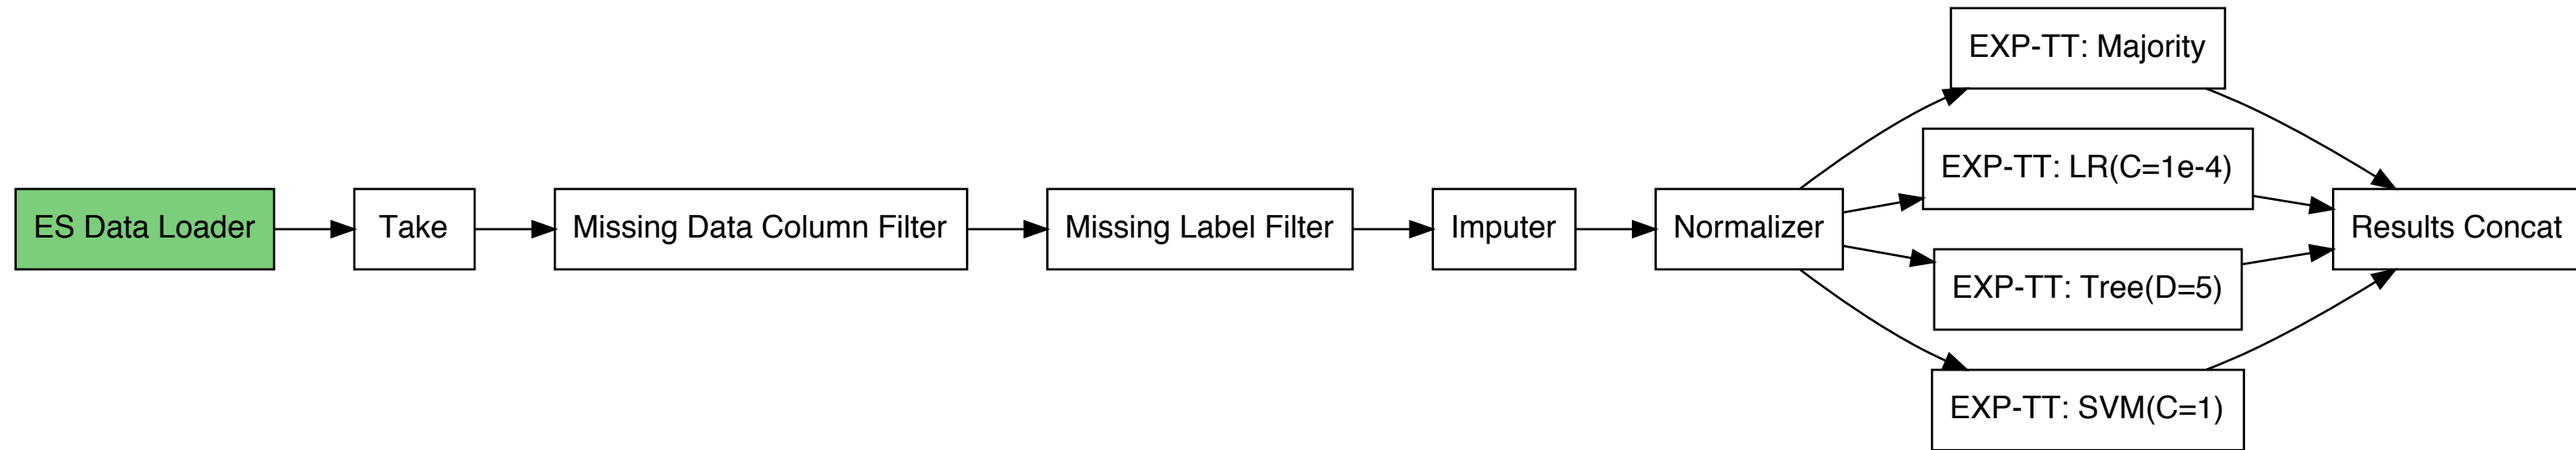 ES Data Loader
Take
Missing Data Column Filter
Missing Label Filter
Imputer
Normalizer
EXP-TT: Majority
EXP-TT: LR(C=1e-4)
EXP-TT: Tree(D=5)
EXP-TT: SVM(C=1)
Results Concat